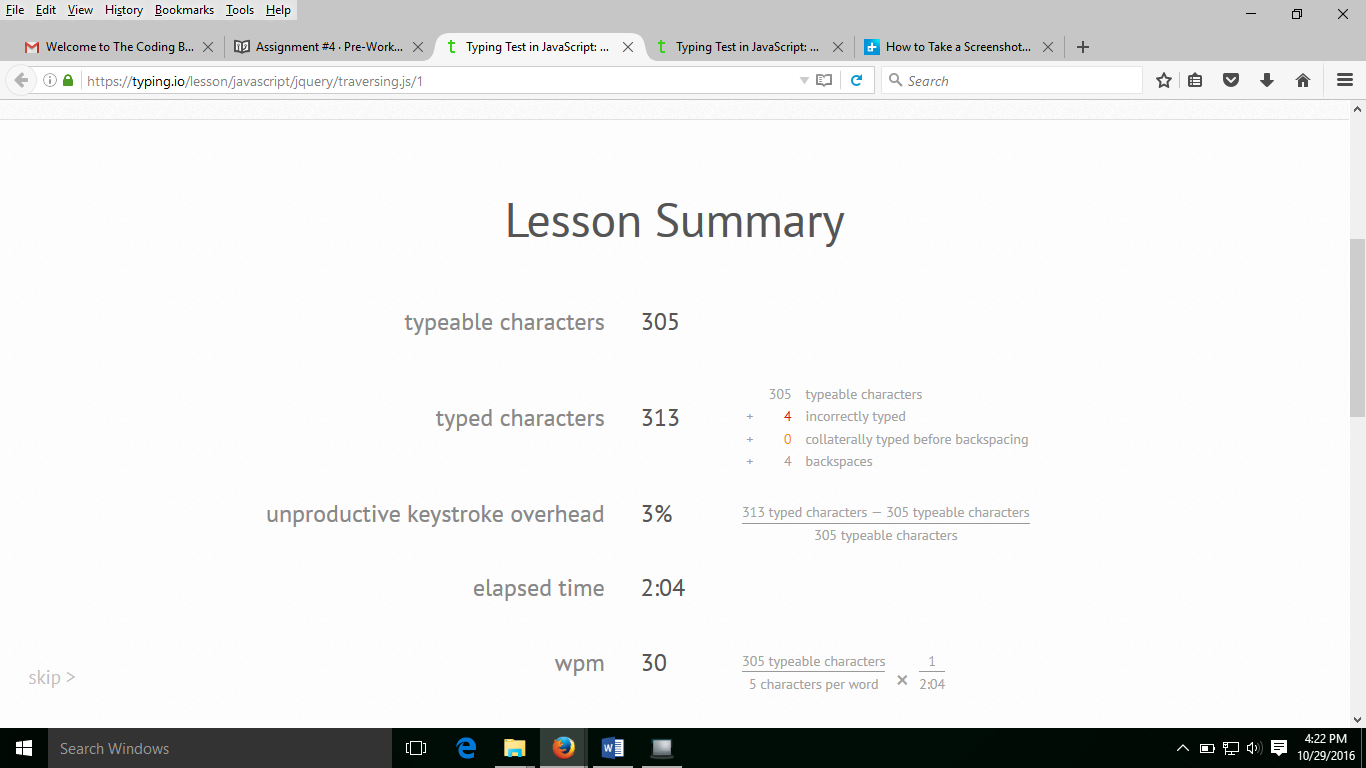 File Edit View History Bookmarks Tools Help
Welcome to The Coding B... Assignment #4 · Pre-Work... Typing Test in JavaScript: ... Typing Test in JavaScript: ... How to Take a Screenshot...
https://typing.io/lesson/javascript/jquery/traversing.js/1 Search
Lesson Summary
typeable characters 305
305 typeable characters
typed characters 313
+ 4 incorrectly typed
+ 0 collaterally typed before backspacing
+ 4 backspaces
unproductive keystroke overhead 3%
313 typed characters — 305 typeable characters
305 typeable characters
elapsed time 2:04
wpm 30
305 typeable characters
5 characters per word
×
1
2:04
skip >
Search Windows
4:22 PM
10/29/2016